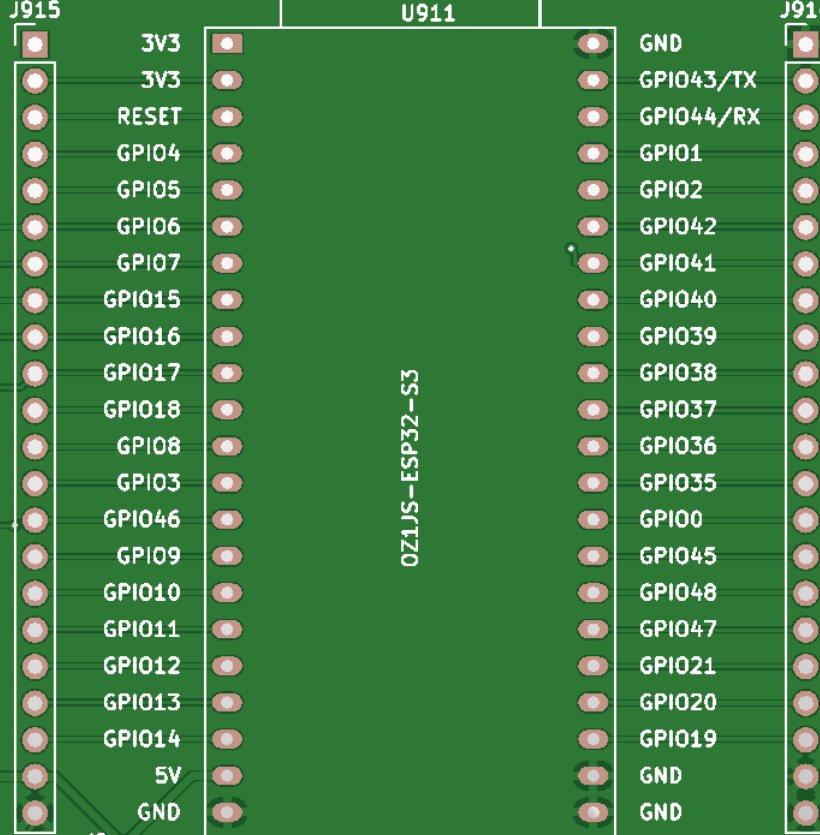 J915 U911
3V3 GND
3V3 GPIO43/TX
RESET GPIO44/RX
GPIO4 GPIO1
GPIO5 GPIO2
GPIO6 GPIO42
GPIO7 GPIO41
GPIO15 GPIO40
GPIO16 GPIO39
GPIO17 GPIO38
GPIO18 GPIO37
GPIO8 GPIO36
GPIO3 GPIO35
GPIO46 GPIO0
GPIO9 GPIO45
GPIO10 GPIO48
GPIO11 GPIO47
GPIO12 GPIO21
GPIO13 GPIO20
GPIO14 GPIO19
5V GND
GND GND
OZ1JS-ESP32-S3